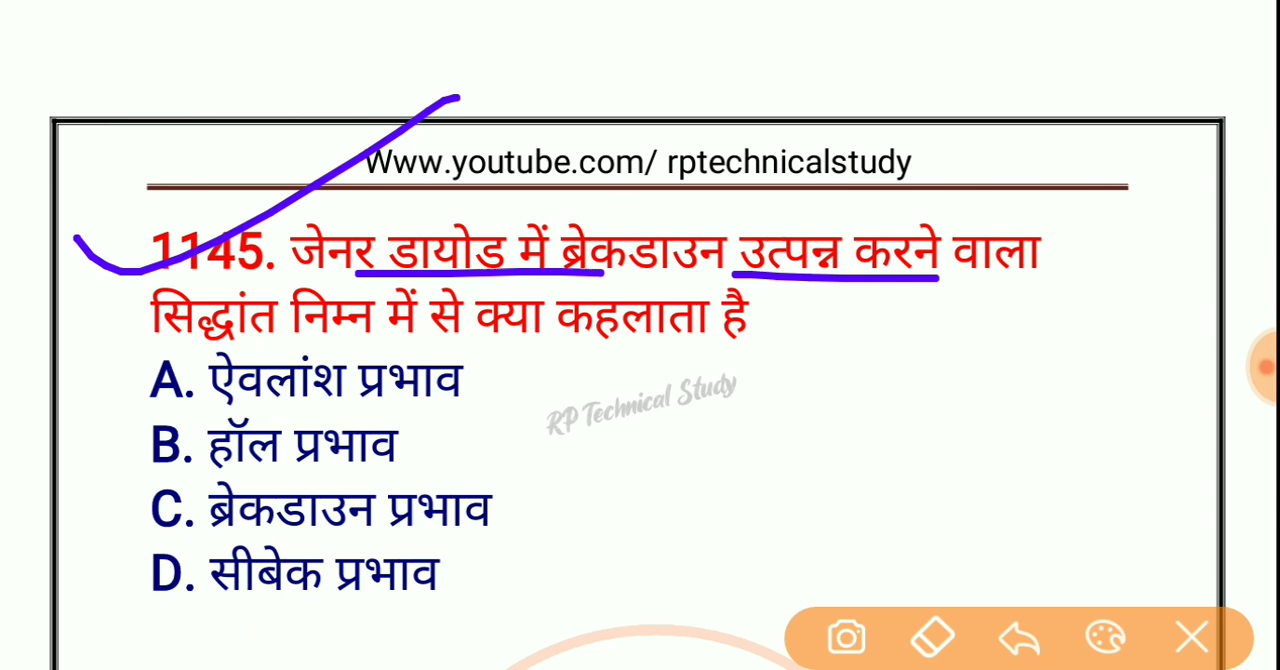 Www.youtube.com/ rptechnicalstudy
1145. जेनर डायोड में ब्रेकडाउन उत्पन्न करने वाला
सिद्धांत निम्न में से क्या कहलाता है
A. ऐवलांश प्रभाव
RP Technical Study
B. हॉल प्रभाव
C. ब्रेकडाउन प्रभाव
D. सीबेक प्रभाव